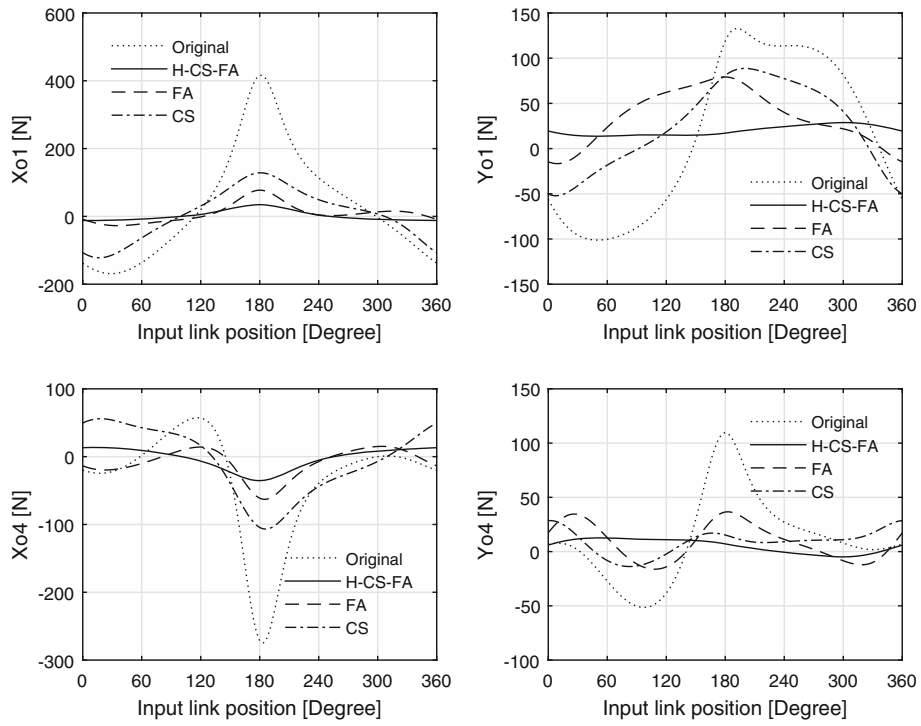 600
400
200
0
-200
Xo1 [N]
Original
H-CS-FA
FA
CS
0 60 120 180 240 300 360
Input link position [Degree]
150
100
50
0
-50
-100
-150
Yo1 [N]
Original
H-CS-FA
FA
CS
0 60 120 180 240 300 360
Input link position [Degree]
100
0
-100
-200
-300
Xo4 [N]
Original
H-CS-FA
FA
CS
0 60 120 180 240 300 360
Input link position [Degree]
150
100
50
0
-50
-100
Yo4 [N]
Original
H-CS-FA
FA
CS
0 60 120 180 240 300 360
Input link position [Degree]